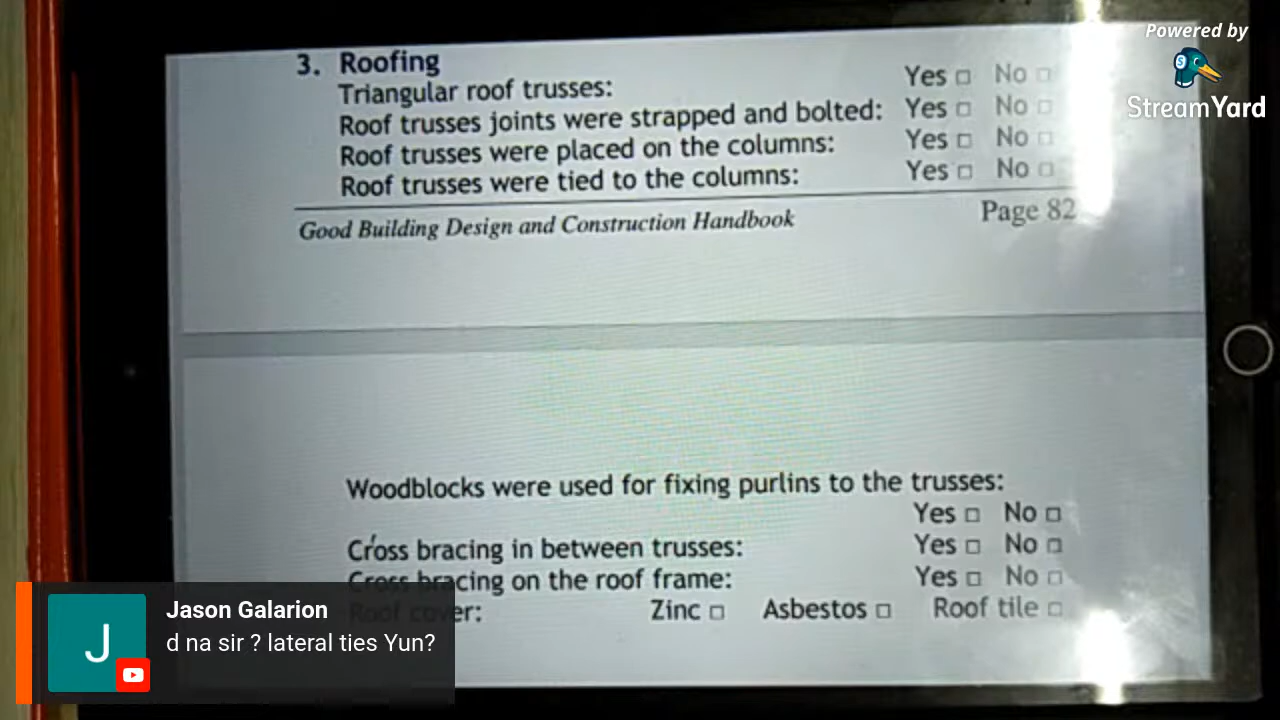 Powered by
StreamYard
3. Roofing
Triangular roof trusses: Yes □ No □
Roof trusses joints were strapped and bolted: Yes □ No □
Roof trusses were placed on the columns: Yes □ No □
Roof trusses were tied to the columns: Yes □ No □
Good Building Design and Construction Handbook Page 82
Woodblocks were used for fixing purlins to the trusses:
Yes □ No □
Cross bracing in between trusses: Yes □ No □
Cross bracing on the roof frame: Yes □ No □
Roof cover: Zinc □ Asbestos □ Roof tile □
J
Jason Galarion
d na sir ? lateral ties Yun?